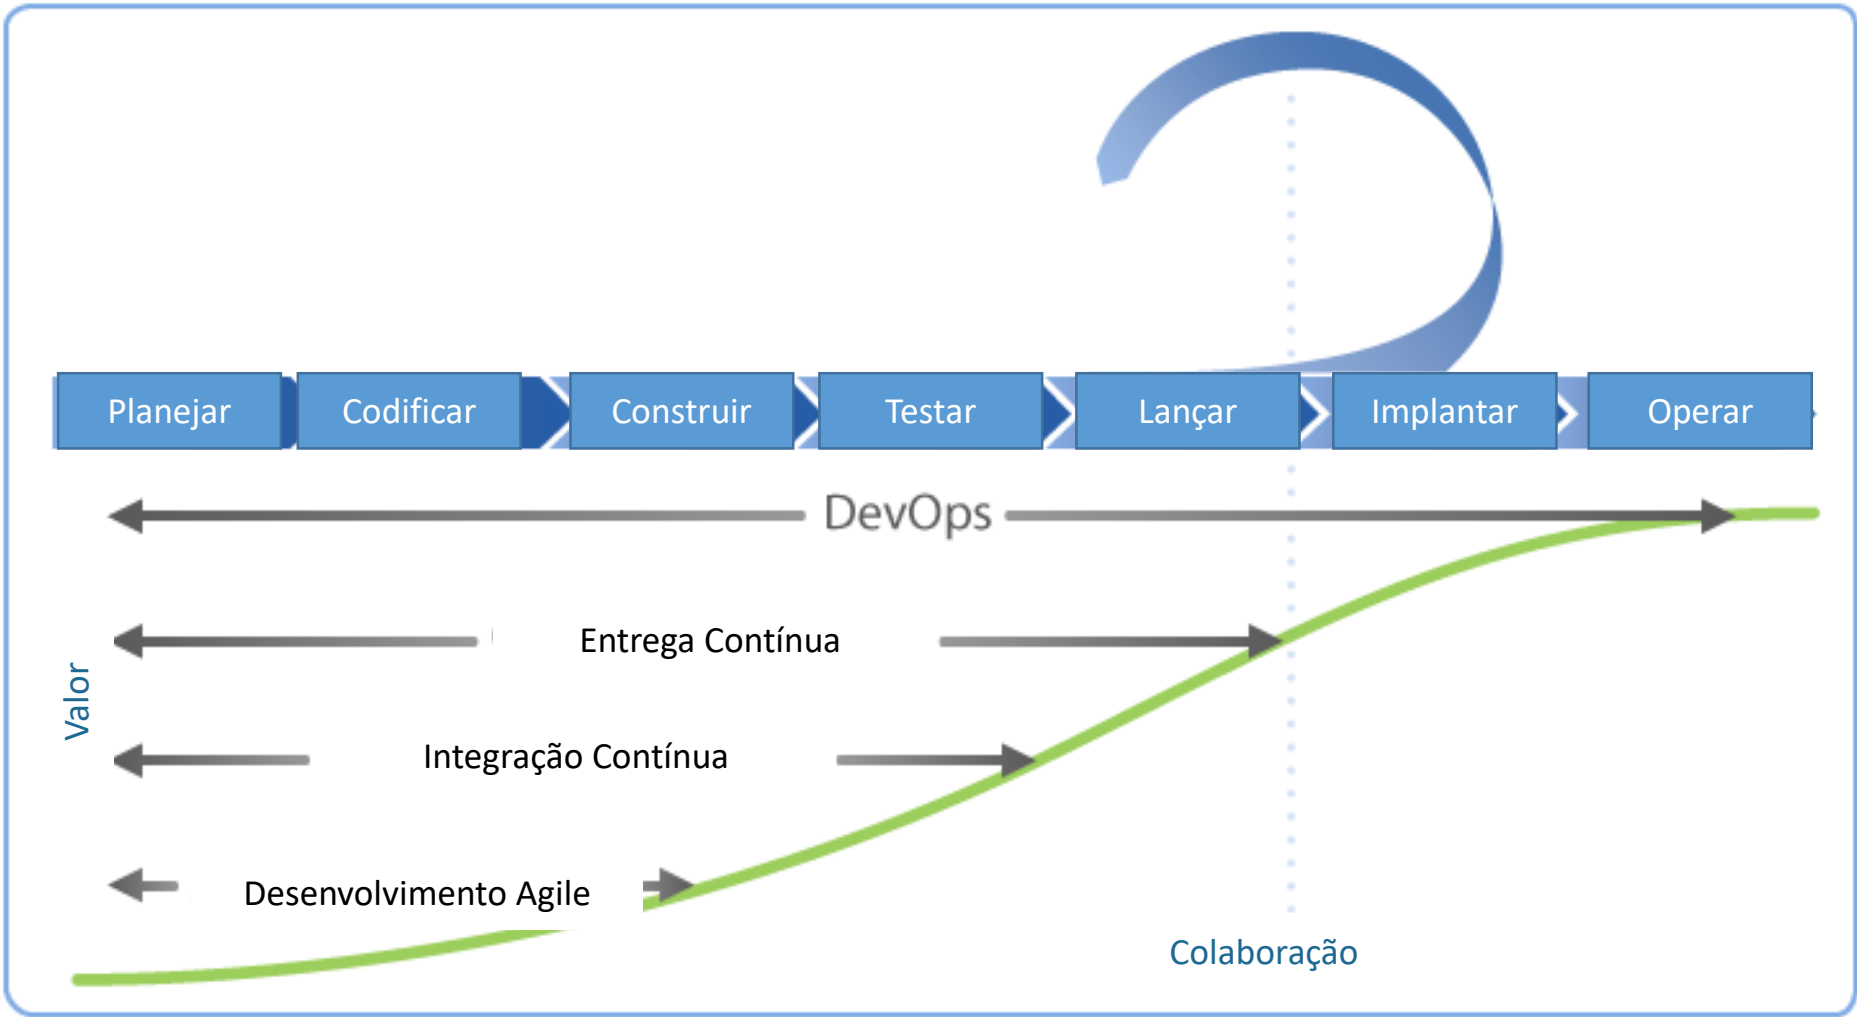 Planejar
Codificar
Construir
Testar
Lançar
Implantar
Operar
DevOps
Entrega Contínua
Valor
Integração Contínua
Desenvolvimento Agile
Colaboração